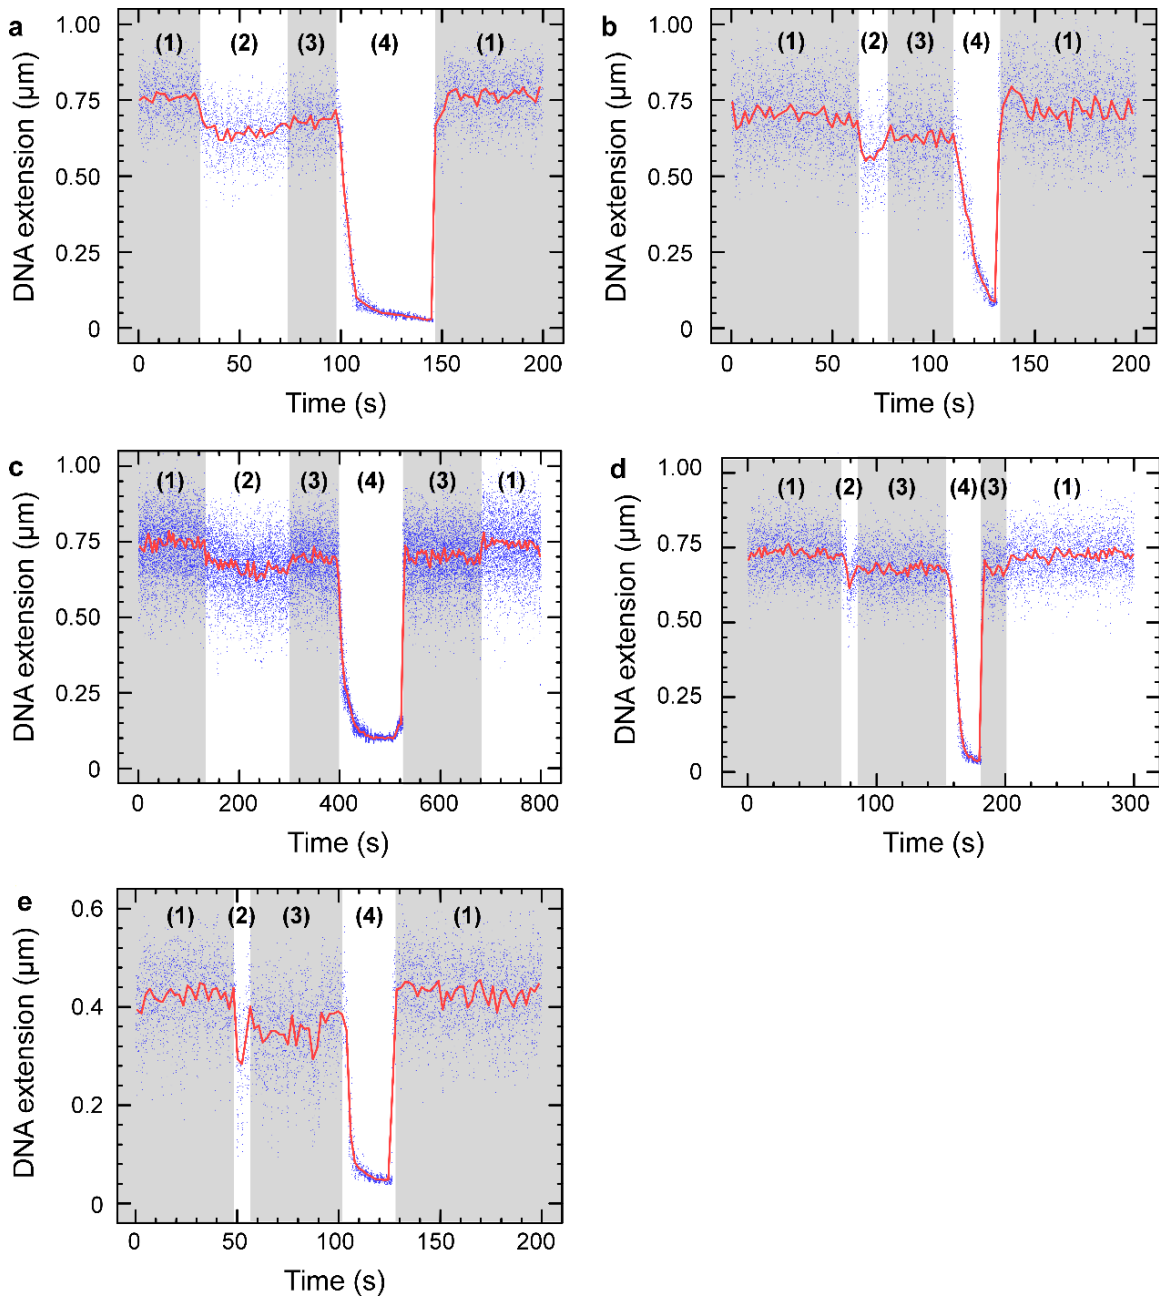 a
(1) (2) (3) (4) (1)
DNA extension (µm)
1.00
0.75
0.50
0.25
0
0 50 100 150 200
Time (s)
b
(1) (2) (3) (4) (1)
DNA extension (µm)
1.00
0.75
0.50
0.25
0
0 50 100 150 200
Time (s)
c
(1) (2) (3) (4) (3) (1)
DNA extension (µm)
1.00
0.75
0.50
0.25
0
0 200 400 600 800
Time (s)
d
(1) (2) (3) (4) (3) (1)
DNA extension (µm)
1.00
0.75
0.50
0.25
0
0 100 200 300
Time (s)
e
(1) (2) (3) (4) (1)
DNA extension (µm)
0.6
0.4
0.2
0
0 50 100 150 200
Time (s)